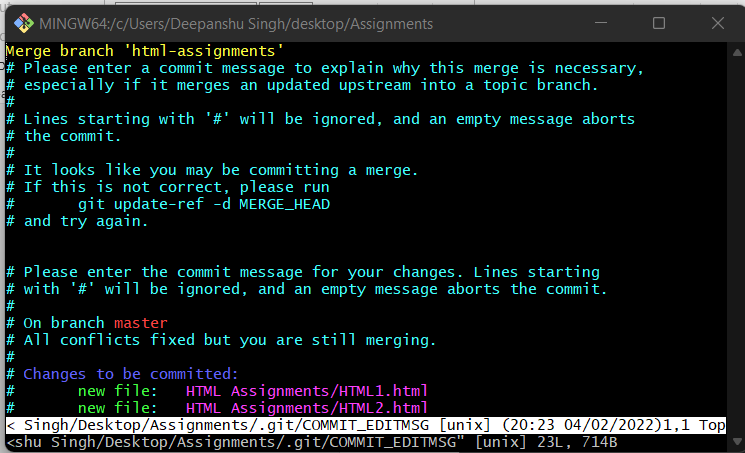 MINGW64:/c/Users/Deepanshu Singh/desktop/Assignments
Merge branch 'html-assignments'
# Please enter a commit message to explain why this merge is necessary,
# especially if it merges an updated upstream into a topic branch.
#
# Lines starting with '#' will be ignored, and an empty message aborts
# the commit.
#
# It looks like you may be committing a merge.
# If this is not correct, please run
#       git update-ref -d MERGE_HEAD
# and try again.
# Please enter the commit message for your changes. Lines starting
# with '#' will be ignored, and an empty message aborts the commit.
#
# On branch master
# All conflicts fixed but you are still merging.
#
# Changes to be committed:
#       new file:   HTML Assignments/HTML1.html
#       new file:   HTML Assignments/HTML2.html
< Singh/Desktop/Assignments/.git/COMMIT_EDITMSG [unix] (20:23 04/02/2022)1,1 Top
<shu Singh/Desktop/Assignments/.git/COMMIT_EDITMSG" [unix] 23L, 714B